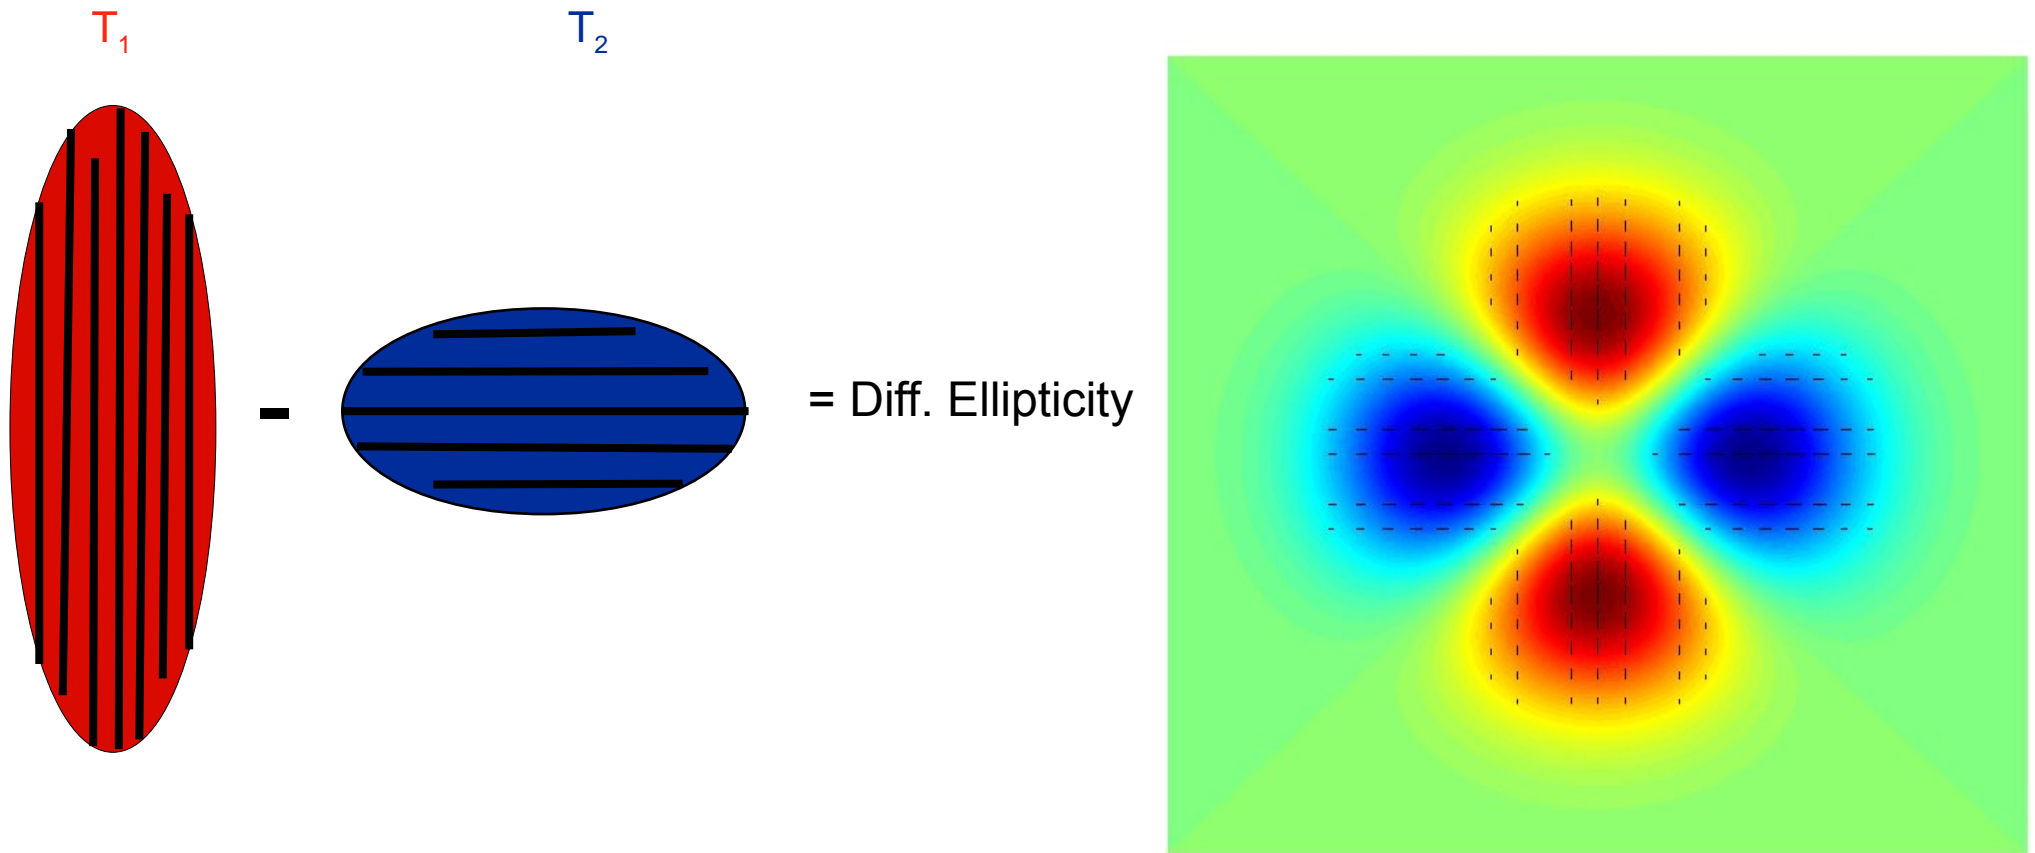 T₁
T₂
- = Diff. Ellipticity